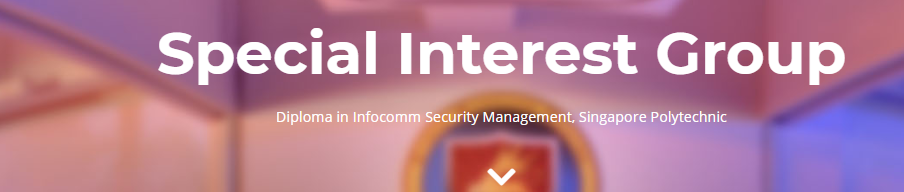 Special Interest Group
Diploma in Infocomm Security Management, Singapore Polytechnic